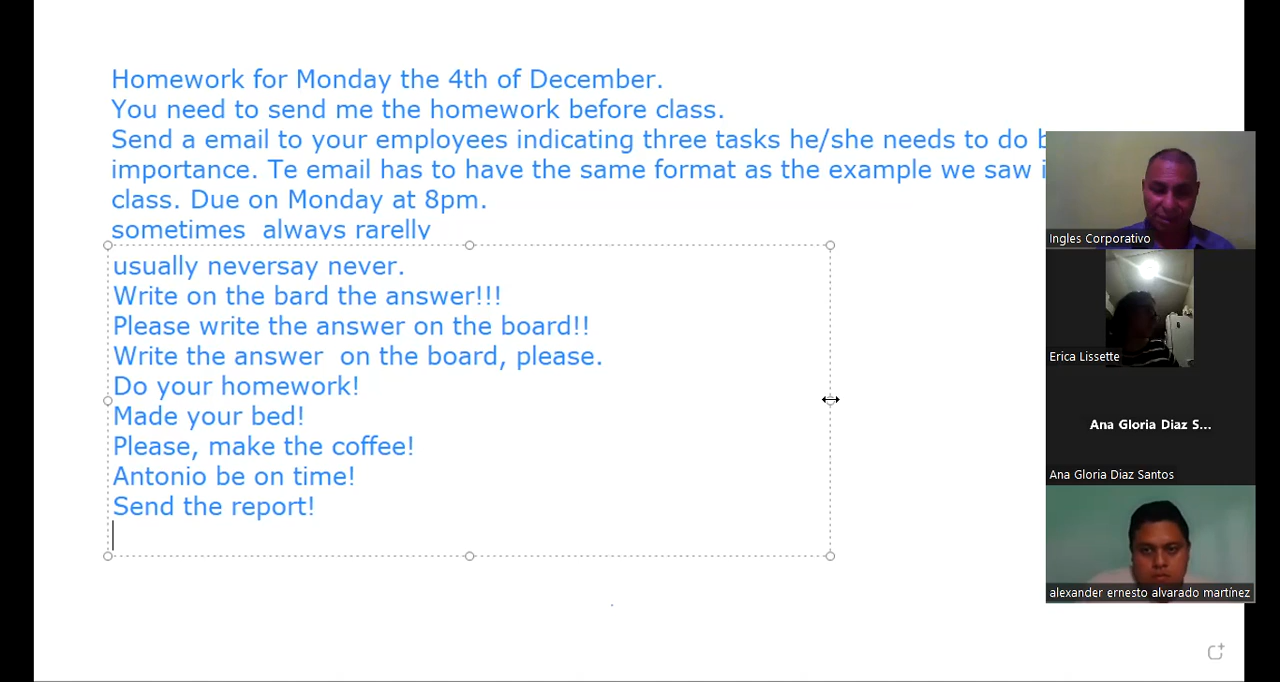 Homework for Monday the 4th of December.
You need to send me the homework before class.
Send a email to your employees indicating three tasks he/she needs to do
importance. Te email has to have the same format as the example we saw
class. Due on Monday at 8pm.
sometimes always rarelly
usually neversay never.
Write on the bard the answer!!!
Please write the answer on the board!!
Write the answer on the board, please.
Do your homework!
Made your bed!
Please, make the coffee!
Antonio be on time!
Send the report!
Ingles Corporativo
Erica Lissette
Ana Gloria Diaz S...
Ana Gloria Diaz Santos
alexander ernesto alvarado martínez